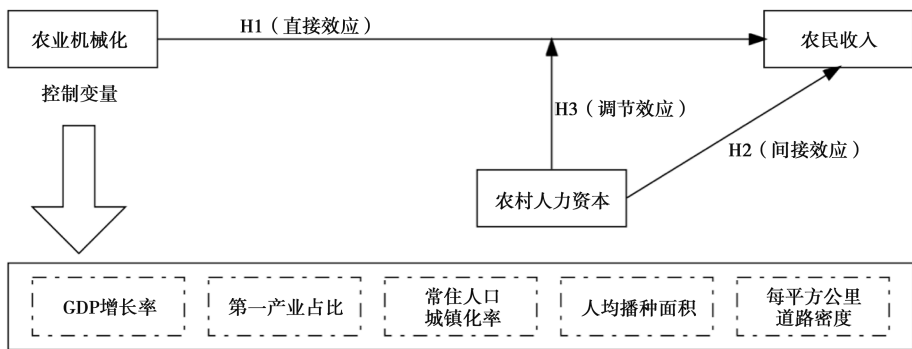 农业机械化
H1（直接效应）
农民收入
控制变量
H3（调节效应）
H2（间接效应）
农村人力资本
GDP增长率
第一产业占比
常住人口
城镇化率
人均播种面积
每平方公里
道路密度